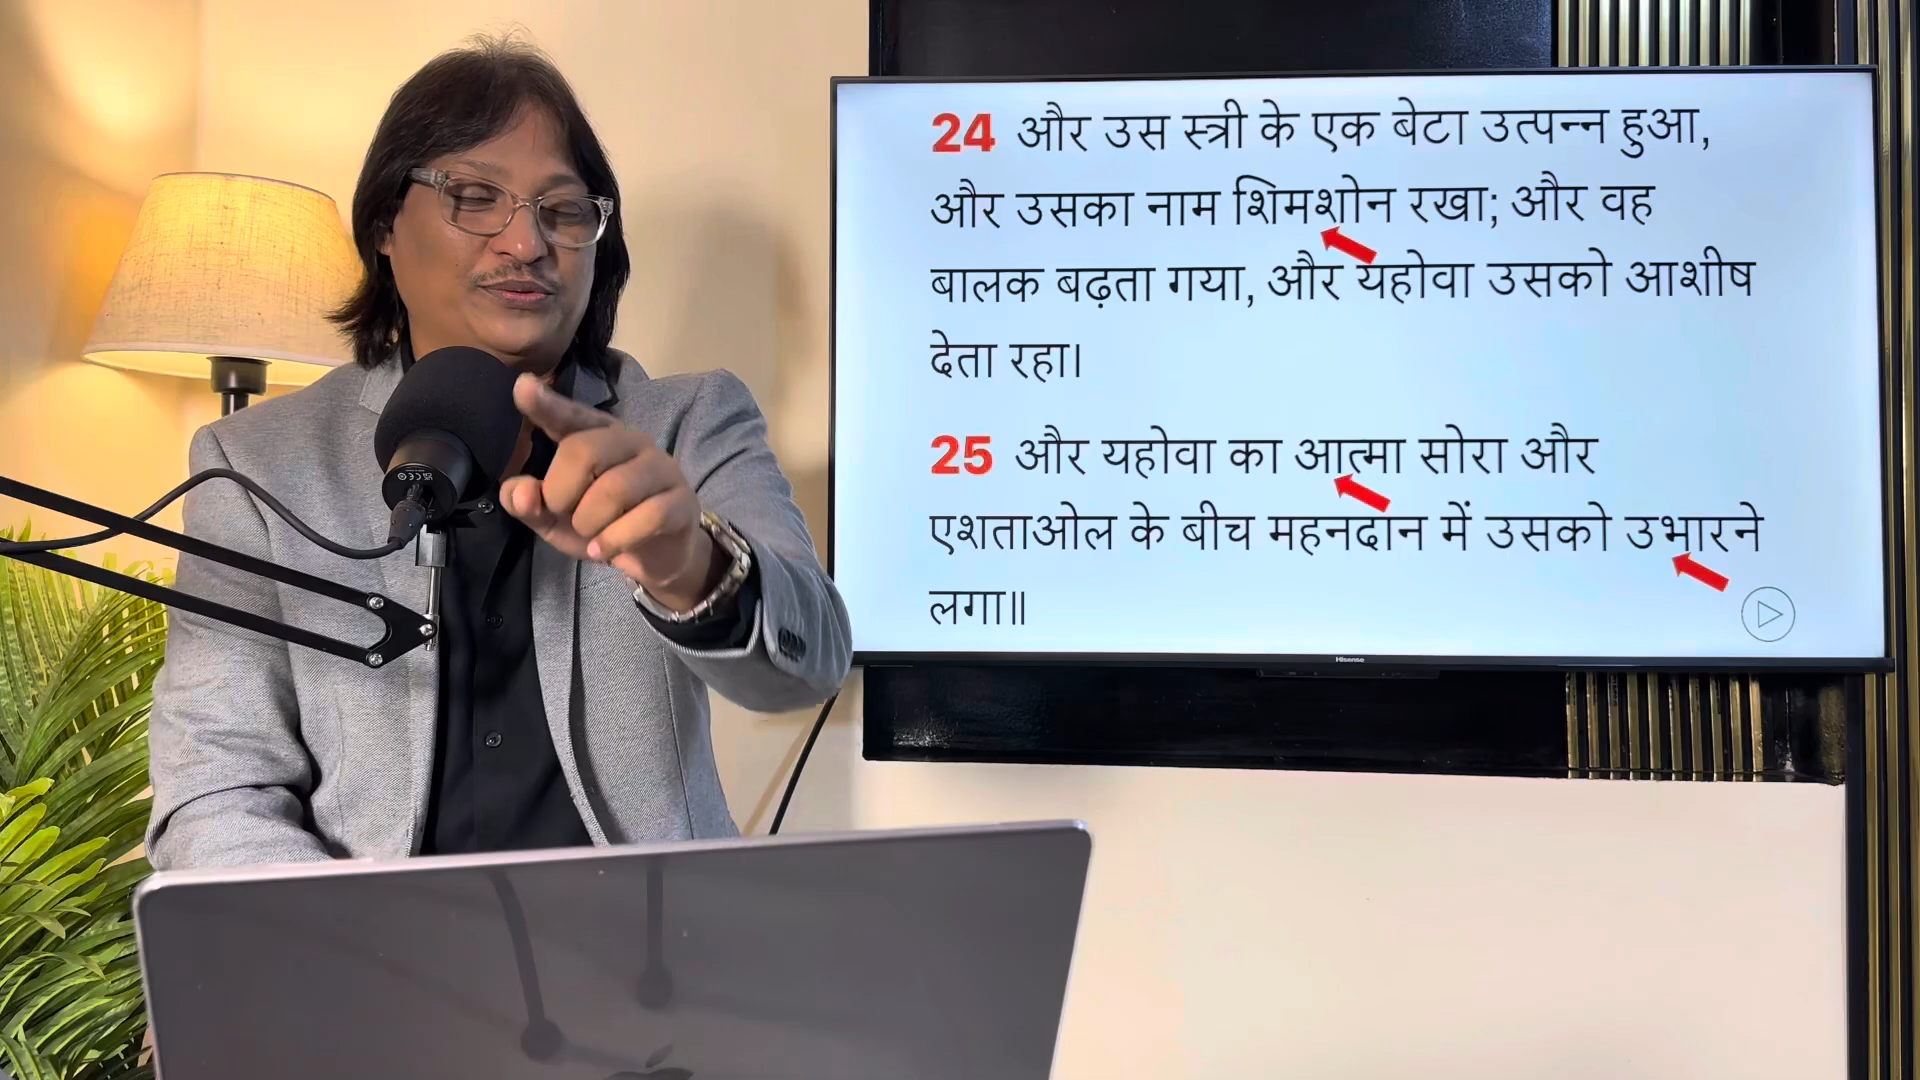 24 और उस स्त्री के एक बेटा उत्पन्न हुआ,
और उसका नाम शिमशोन रखा; और वह
बालक बढ़ता गया, और यहोवा उसको आशीष
देता रहा।
25 और यहोवा का आत्मा सोरा और
एशताओल के बीच महनदान में उसको उभारने
लगा॥
Hisense